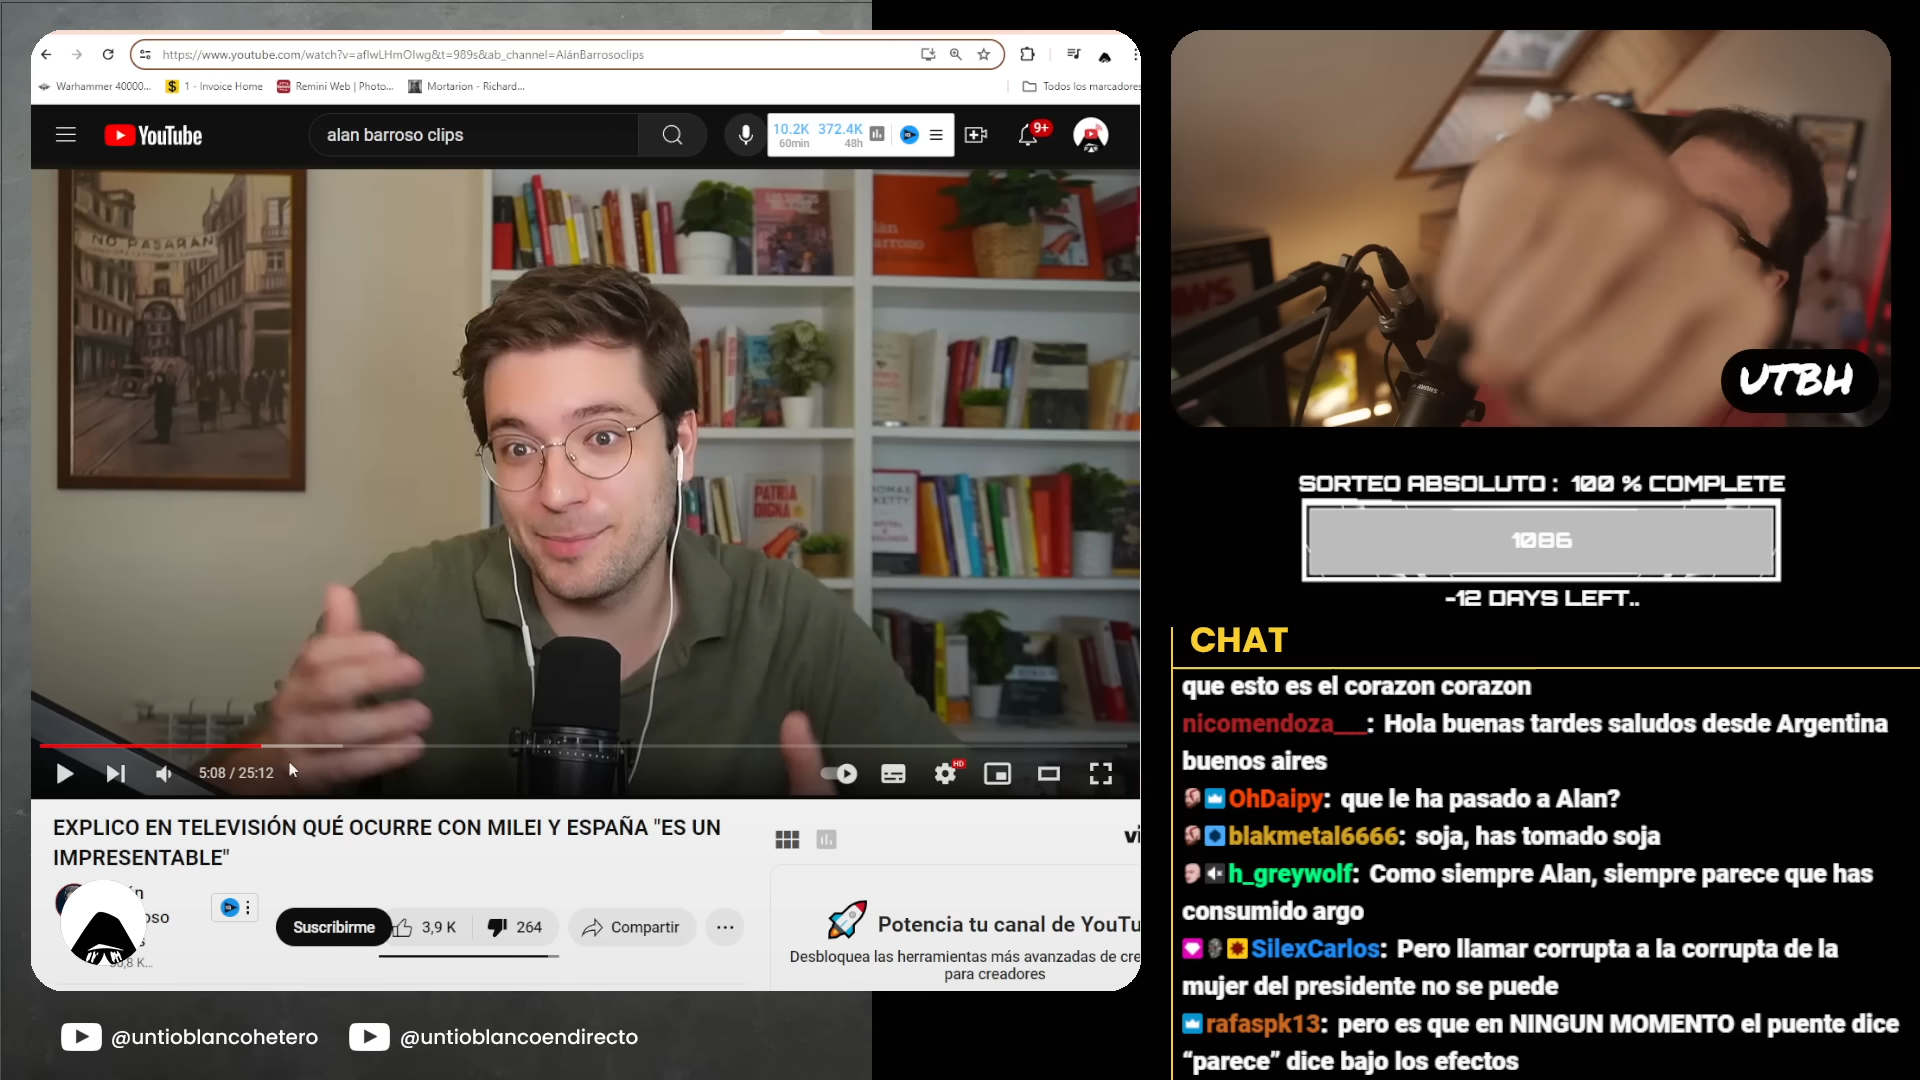 https://www.youtube.com/watch?v=aflwLHmOlwg&t=989s&ab_channel=AlánBarrosoclips
Warhammer 40000...
1 - Invoice Home
Remini Web | Photo...
Mortarion - Richard...
Todos los marcadores
YouTube
alan barroso clips
10.2K 372.4K
60min 48h
9+
NO PASARAN
PATRIA
DIGNA
5:08 / 25:12
HD
EXPLICO EN TELEVISIÓN QUÉ OCURRE CON MILEI Y ESPAÑA "ES UN
IMPRESENTABLE"
Suscribirme
3,9 K
264
Compartir
Potencia tu canal de YouTu
Desbloquea las herramientas más avanzadas de cre
para creadores
@untioblancohetero
@untioblancoendirecto
UTBH
SORTEO ABSOLUTO : 100 % COMPLETE
1086
-12 DAYS LEFT..
CHAT
que esto es el corazon corazon
nicomendoza___: Hola buenas tardes saludos desde Argentina
buenos aires
OhDaipy: que le ha pasado a Alan?
blakmetal6666: soja, has tomado soja
h_greywolf: Como siempre Alan, siempre parece que has
consumido argo
SilexCarlos: Pero llamar corrupta a la corrupta de la
mujer del presidente no se puede
rafaspk13: pero es que en NINGUN MOMENTO el puente dice
“parece” dice bajo los efectos